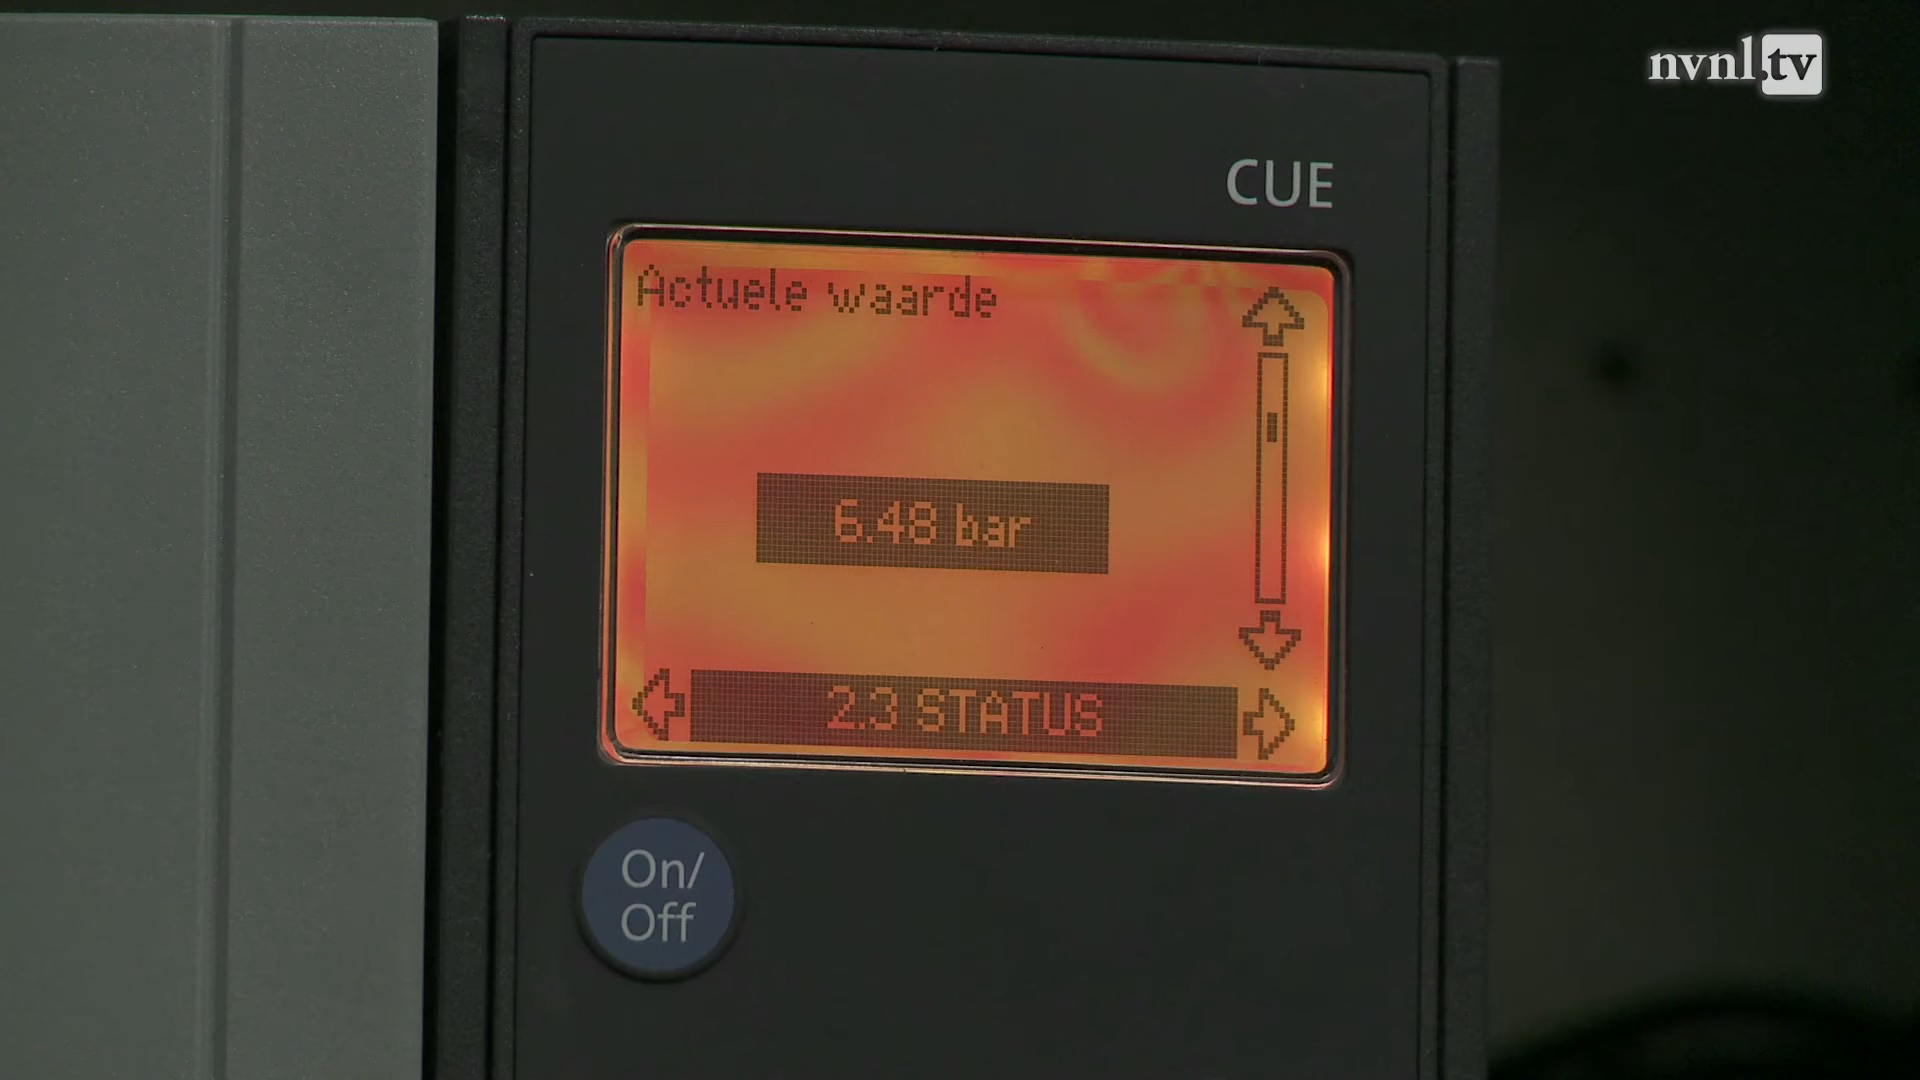 nvnl.tv
CUE
Actuele waarde
6.48 bar
2.3 STATUS
On/
Off